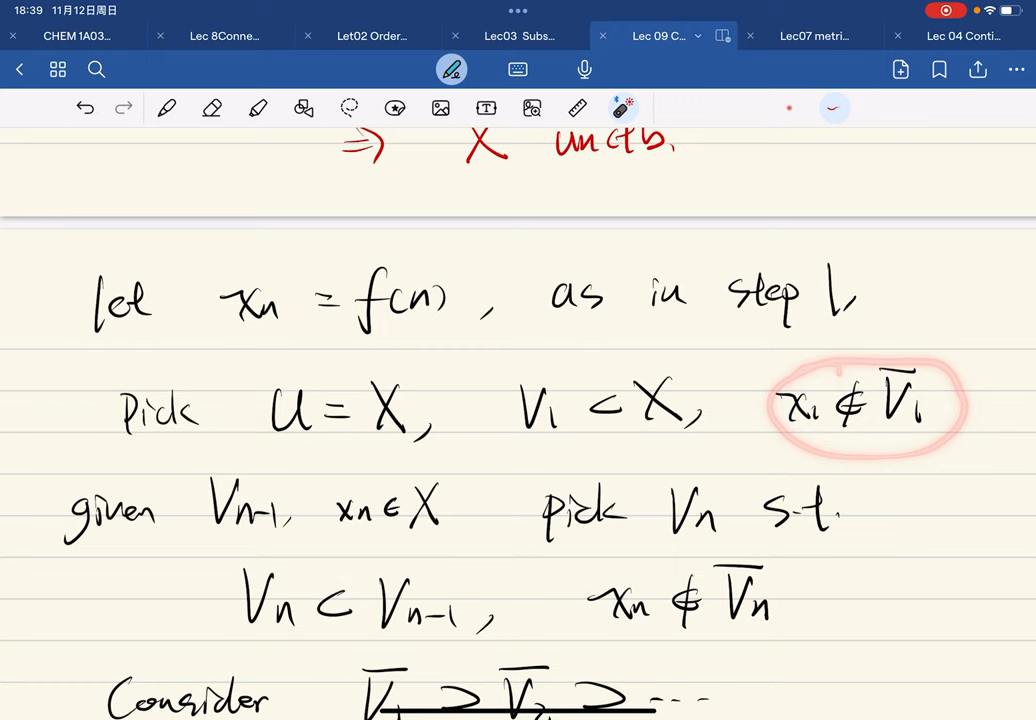 18:39 11月12日周日
CHEM 1A03... Lec 8Conne... Let02 Order... Lec03 Subs... Lec 09 C... Lec07 metri... Lec 04 Conti...
⇒ X unctb.
let xn = f(n), as in step 1,
pick U = X, V₁ ⊂ X, x₁ ∉ V̅₁
given Vn-1, xn ∈ X pick Vn s.t.
Vn ⊂ Vn-1, xn ∉ V̅n
Consider V̅₁ ⊃ V̅₂ ⊃ ...